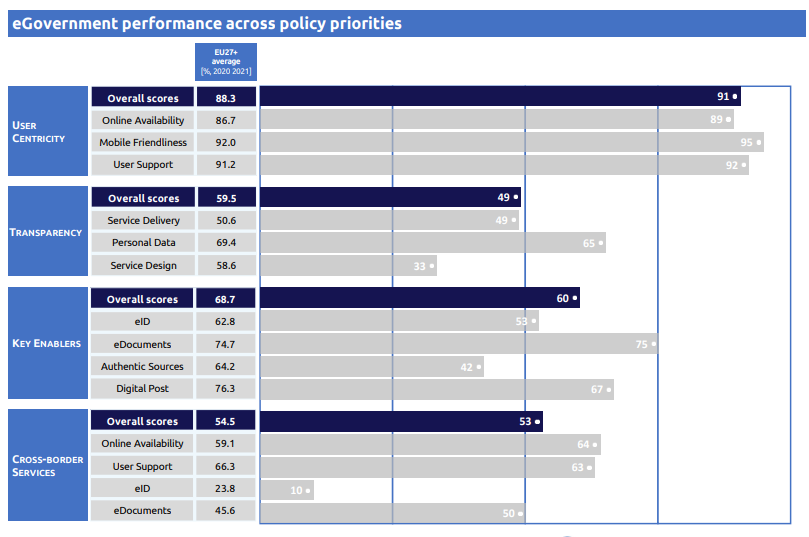 eGovernment performance across policy priorities
EU27+
average
[%, 2020 2021]
USER
CENTRICITY
Overall scores 88.3 91
Online Availability 86.7 89
Mobile Friendliness 92.0 95
User Support 91.2 92
TRANSPARENCY
Overall scores 59.5 49
Service Delivery 50.6 49
Personal Data 69.4 65
Service Design 58.6 33
KEY ENABLERS
Overall scores 68.7 60
eID 62.8 53
eDocuments 74.7 75
Authentic Sources 64.2 42
Digital Post 76.3 67
CROSS-BORDER
SERVICES
Overall scores 54.5 53
Online Availability 59.1 64
User Support 66.3 63
eID 23.8 10
eDocuments 45.6 50